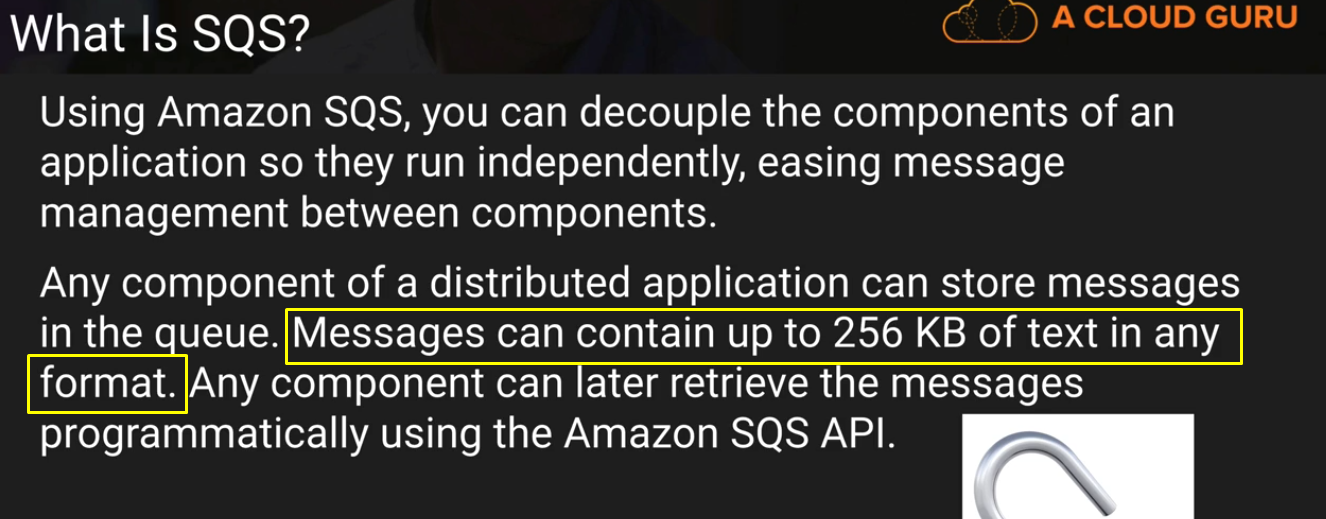 What Is SQS?
A CLOUD GURU
Using Amazon SQS, you can decouple the components of an
application so they run independently, easing message
management between components.
Any component of a distributed application can store messages
in the queue. Messages can contain up to 256 KB of text in any
format. Any component can later retrieve the messages
programmatically using the Amazon SQS API.